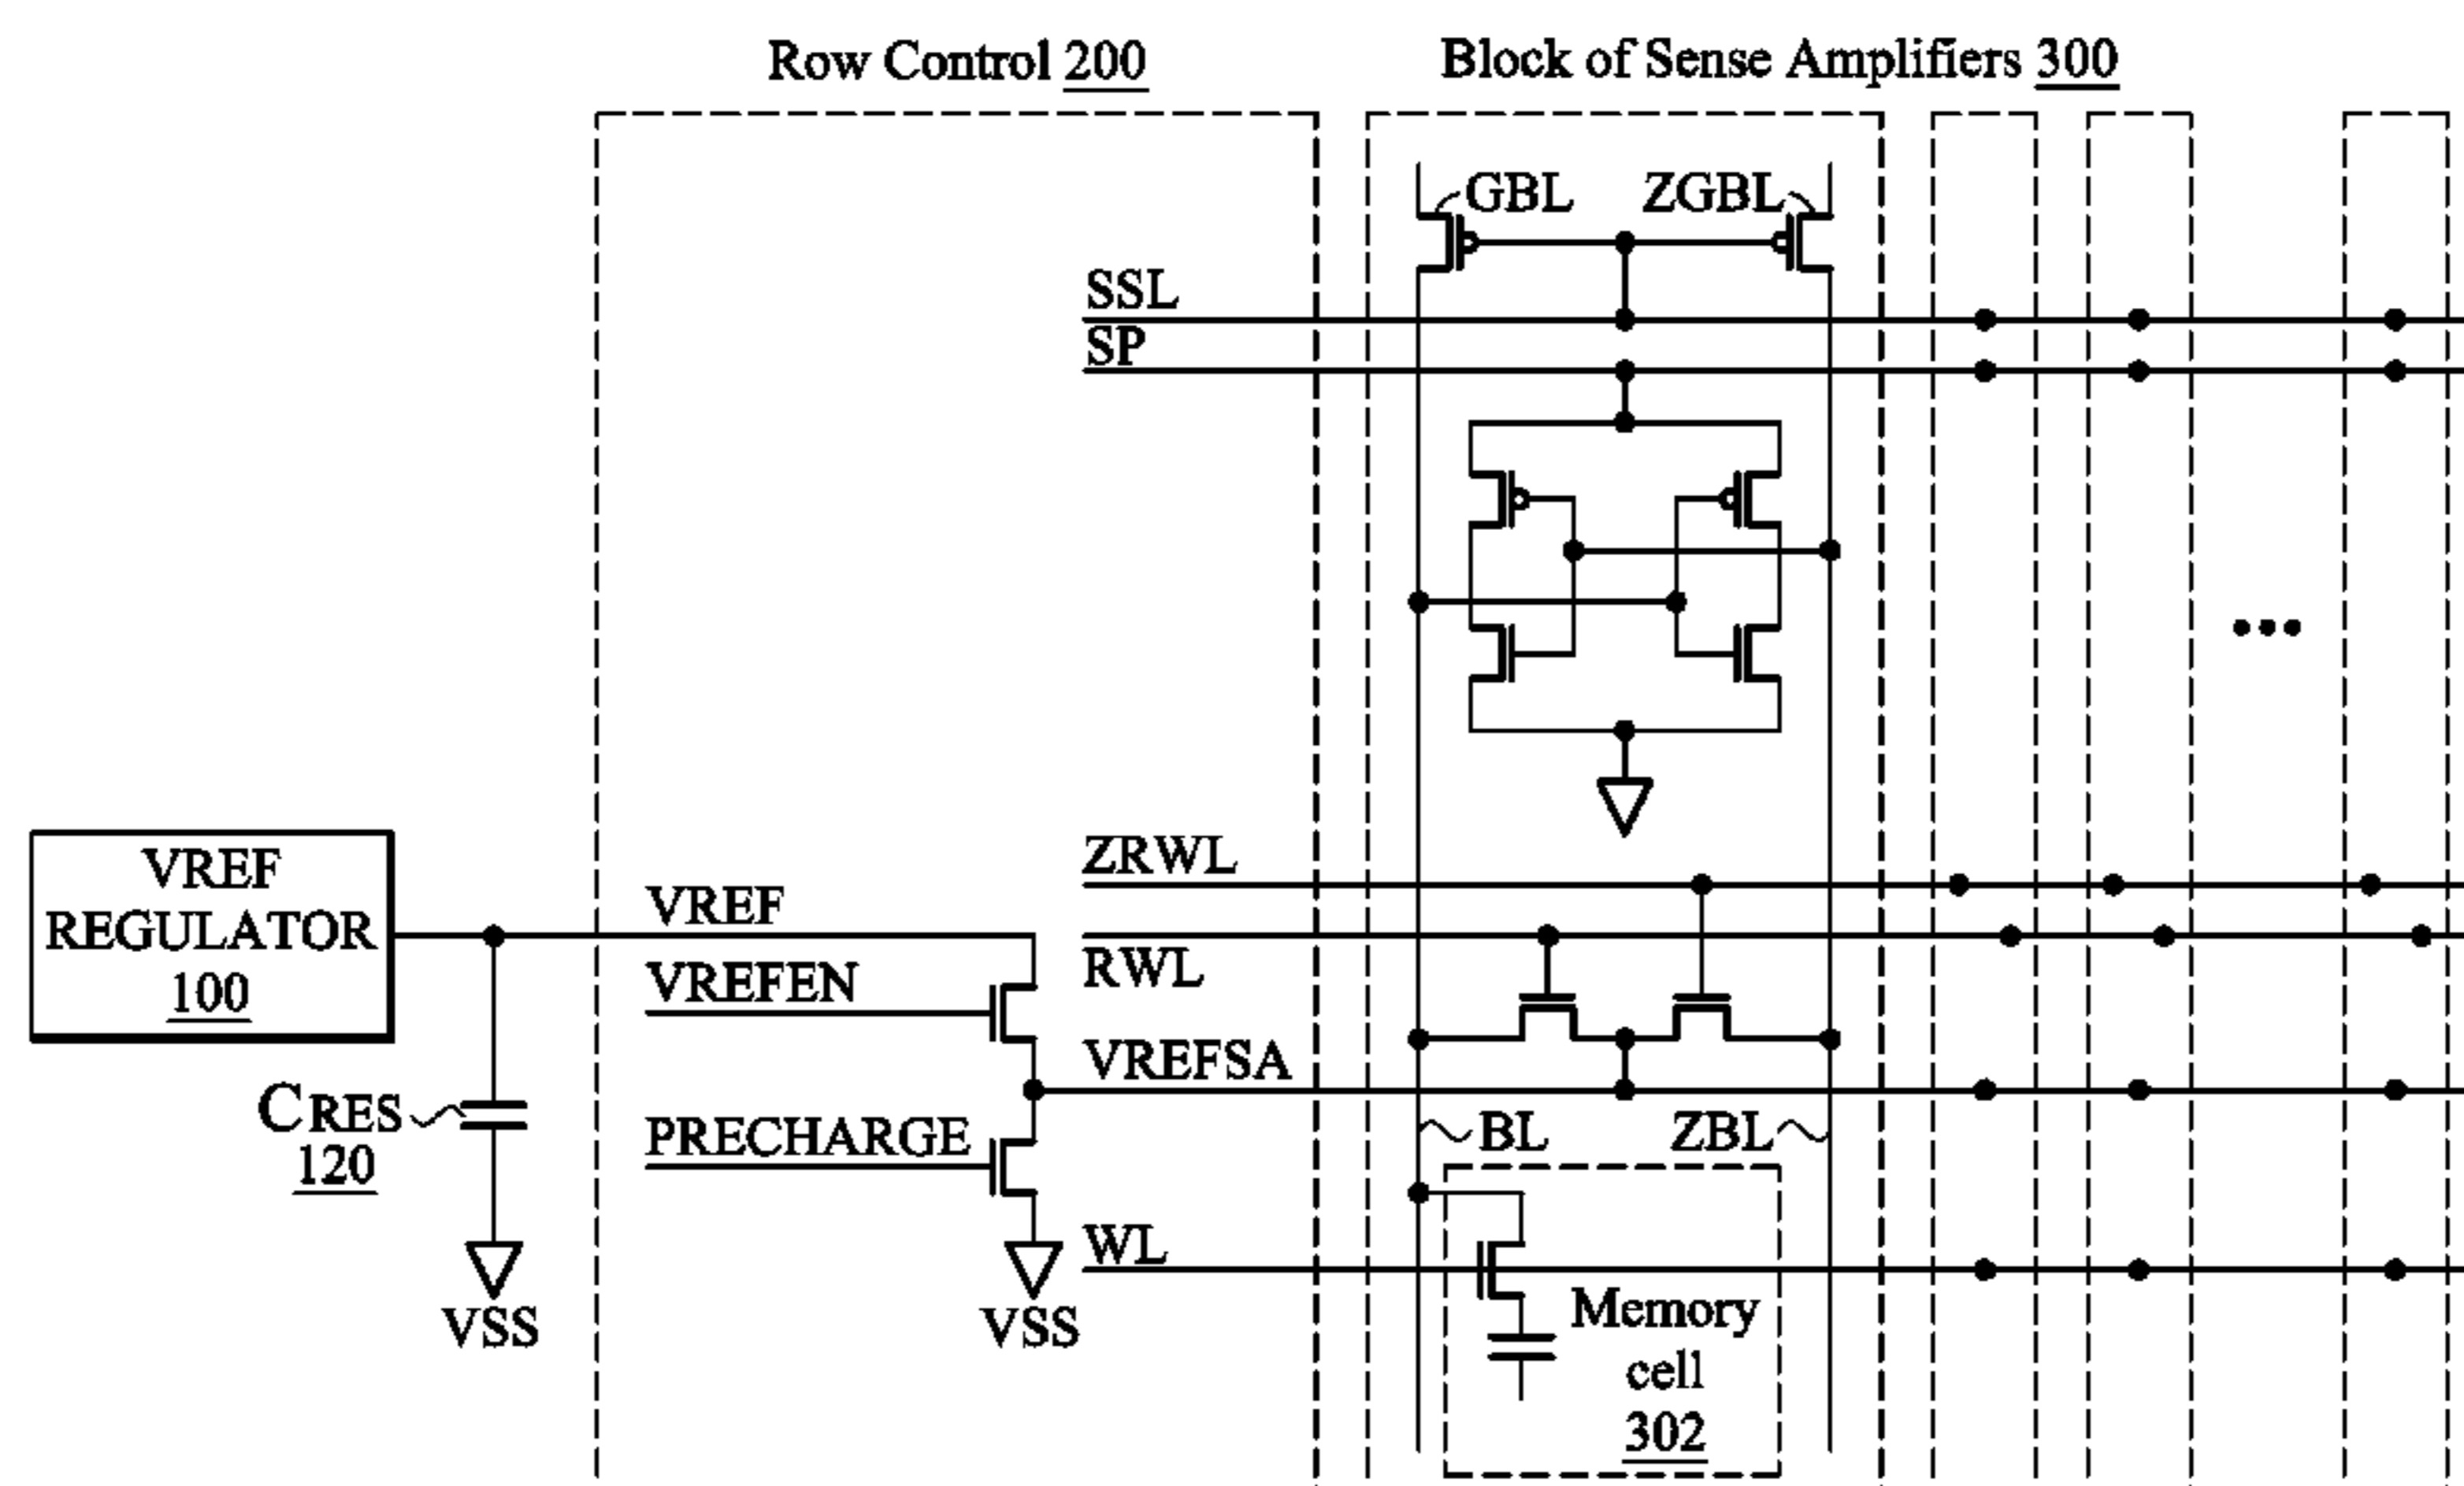 Row Control 200
Block of Sense Amplifiers 300
GBL
ZGBL
SSL
SP
VREF
REGULATOR
100
VREF
VREFEN
ZRWL
RWL
VREFSA
CRES
120
PRECHARGE
BL
ZBL
WL
VSS
VSS
Memory
cell
302